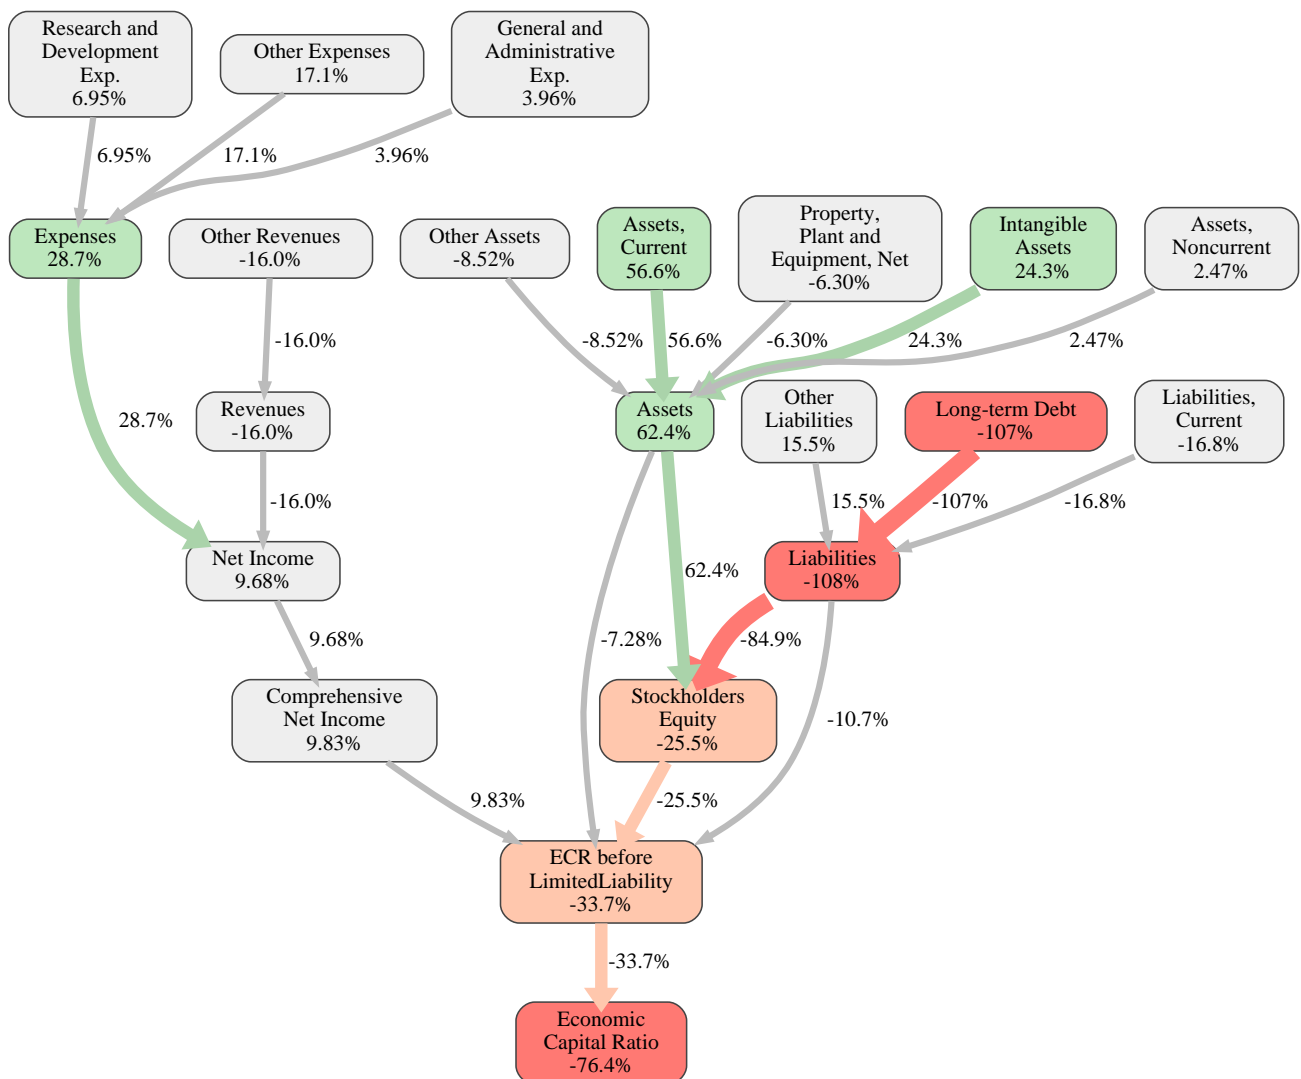 Research and
Development
Exp.
6.95%
Other Expenses
17.1%
General and
Administrative
Exp.
3.96%
6.95%
17.1%
3.96%
Expenses
28.7%
Other Revenues
-16.0%
Other Assets
-8.52%
Assets,
Current
56.6%
Property,
Plant and
Equipment, Net
-6.30%
Intangible
Assets
24.3%
Assets,
Noncurrent
2.47%
-16.0%
-8.52%
56.6%
-6.30%
24.3%
2.47%
28.7%
Revenues
-16.0%
Assets
62.4%
Other
Liabilities
15.5%
Long-term Debt
-107%
Liabilities,
Current
-16.8%
-16.0%
15.5%
-107%
-16.8%
Net Income
9.68%
62.4%
Liabilities
-108%
9.68%
-7.28%
-84.9%
Comprehensive
Net Income
9.83%
Stockholders
Equity
-25.5%
-10.7%
9.83%
-25.5%
ECR before
LimitedLiability
-33.7%
-33.7%
Economic
Capital Ratio
-76.4%